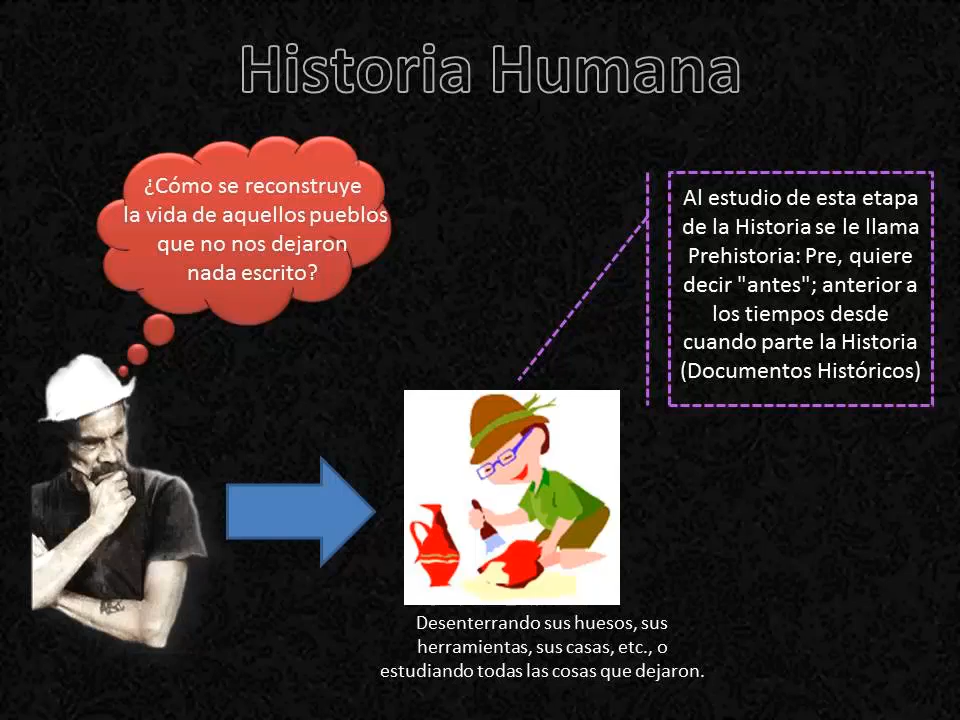 Historia Humana
¿Cómo se reconstruye
la vida de aquellos pueblos
que no nos dejaron
nada escrito?
Al estudio de esta etapa
de la Historia se le llama
Prehistoria: Pre, quiere
decir "antes"; anterior a
los tiempos desde
cuando parte la Historia
(Documentos Históricos)
Desenterrando sus huesos, sus
herramientas, sus casas, etc., o
estudiando todas las cosas que dejaron.